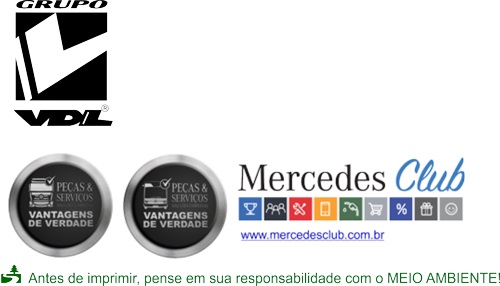 GRUPO
VDL®
PEÇAS &
SERVIÇOS
VANTAGENS
DE VERDADE
PEÇAS &
SERVIÇOS
VANTAGENS
DE VERDADE
Mercedes Club
%
www.mercedesclub.com.br
Antes de imprimir, pense em sua responsabilidade com o MEIO AMBIENTE!